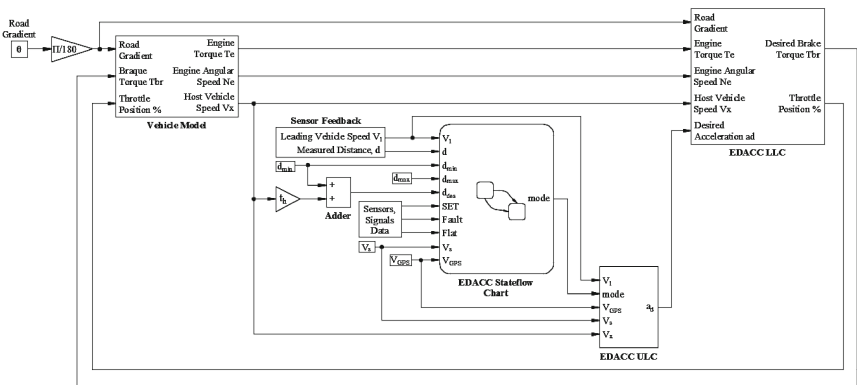 Road
Gradient
θ
Π/180
Road
Gradient
Braque
Torque Tbr
Throttle
Position %
Engine
Torque Te
Engine Angular
Speed Ne
Host Vehicle
Speed Vx
Vehicle Model
Sensor Feedback
Leading Vehicle Speed V1
Measured Distance, d
dmin
dmax
th
+
+
Adder
Sensors,
Signals
Data
Vs
VGPS
V1
d
dmin
dmax
ddes
SET
Fault
Flat
Vs
VGPS
mode
EDACC Stateflow
Chart
V1
mode
VGPS
Vs
Vx
ad
EDACC ULC
Road
Gradient
Engine
Torque Te
Engine Angular
Speed Ne
Host Vehicle
Speed Vx
Desired
Acceleration ad
Desired Brake
Torque Tbr
Throttle
Position %
EDACC LLC